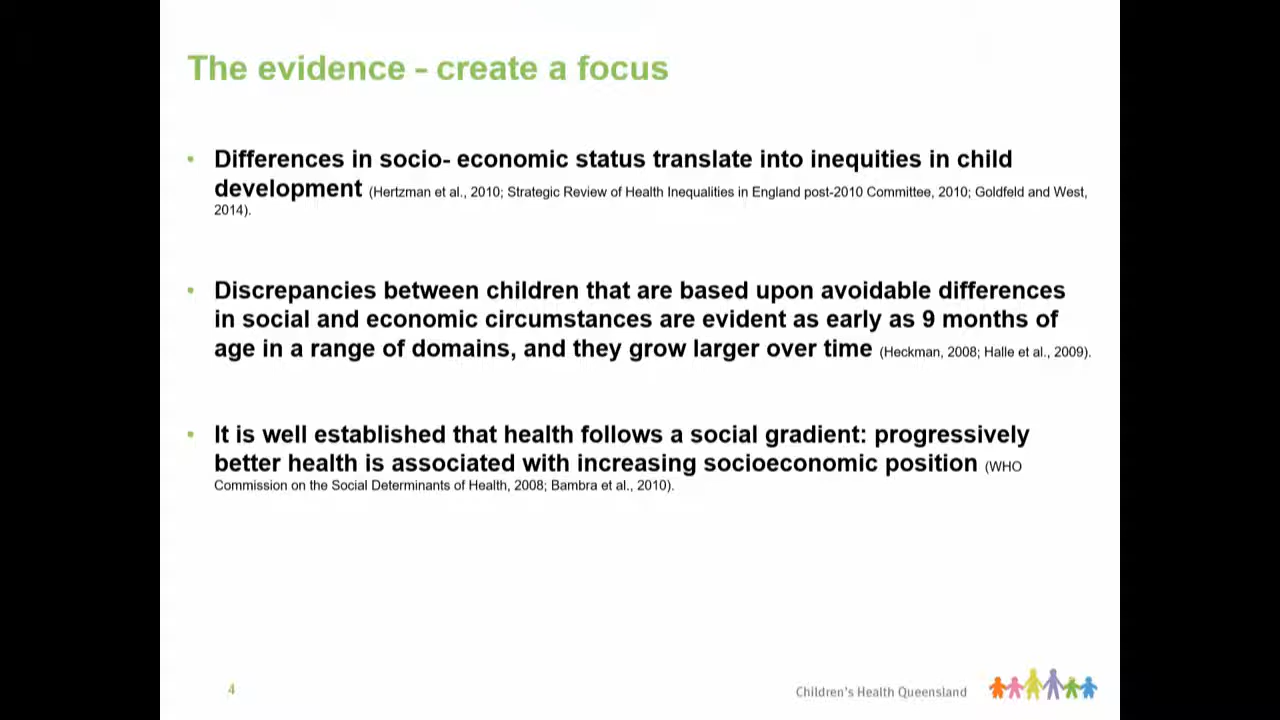 The evidence - create a focus
• Differences in socio- economic status translate into inequities in child
development (Hertzman et al., 2010; Strategic Review of Health Inequalities in England post-2010 Committee, 2010; Goldfeld and West,
2014).
• Discrepancies between children that are based upon avoidable differences
in social and economic circumstances are evident as early as 9 months of
age in a range of domains, and they grow larger over time (Heckman, 2008; Halle et al., 2009).
• It is well established that health follows a social gradient: progressively
better health is associated with increasing socioeconomic position (WHO
Commission on the Social Determinants of Health, 2008; Bambra et al., 2010).
4
Children's Health Queensland